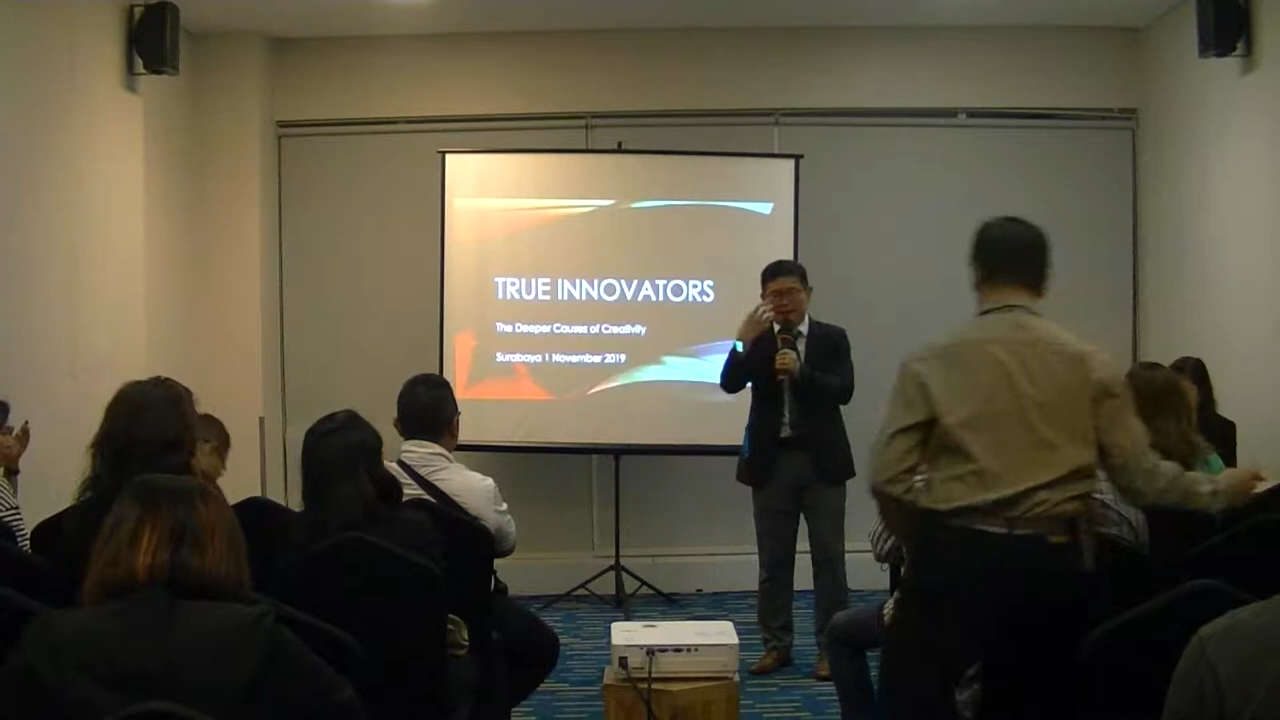 TRUE INNOVATORS
The Deeper Causes of Creativity
Surabaya 1 November 2019